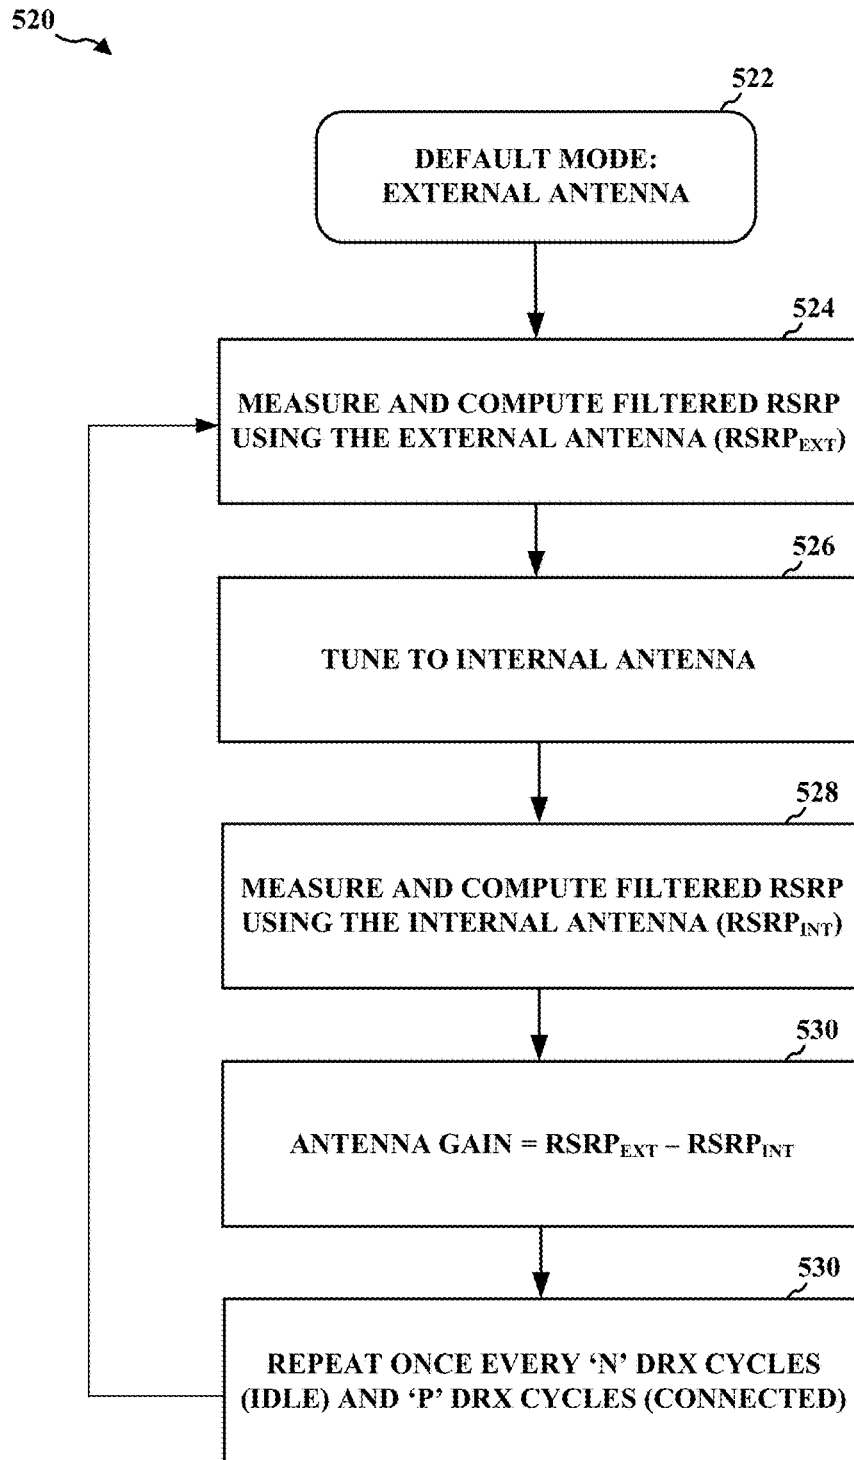 520
522
DEFAULT MODE:
EXTERNAL ANTENNA
524
MEASURE AND COMPUTE FILTERED RSRP
USING THE EXTERNAL ANTENNA (RSRPEXT)
526
TUNE TO INTERNAL ANTENNA
528
MEASURE AND COMPUTE FILTERED RSRP
USING THE INTERNAL ANTENNA (RSRPINT)
530
ANTENNA GAIN = RSRPEXT – RSRPINT
530
REPEAT ONCE EVERY ‘N’ DRX CYCLES
(IDLE) AND ‘P’ DRX CYCLES (CONNECTED)